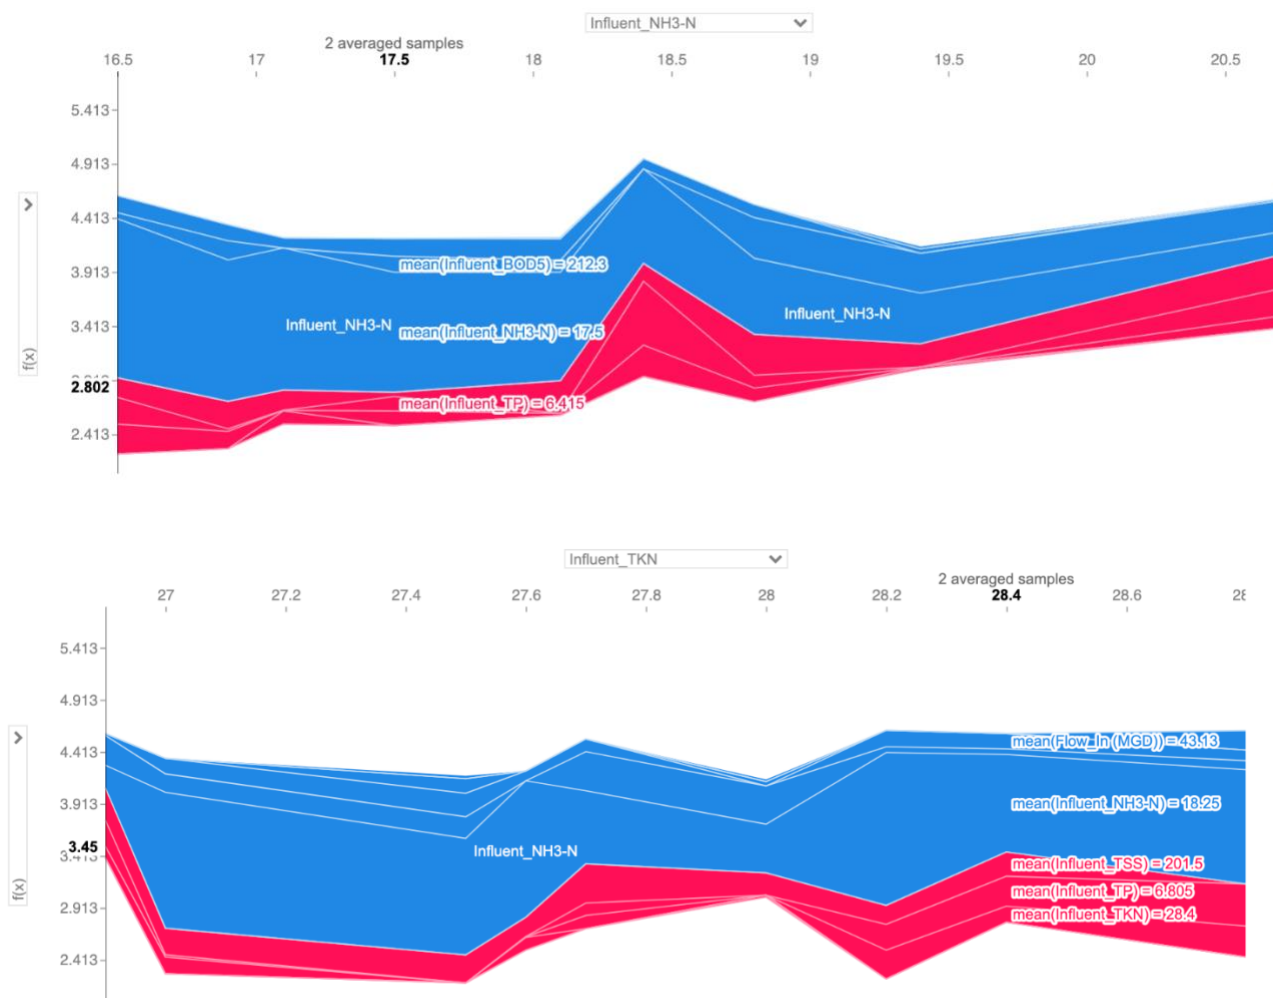 Influent_NH3-N
2 averaged samples
16.5 17 17.5 18 18.5 19 19.5 20 20.5
5.413
4.913
4.413
3.913
3.413
2.802
2.413
f(x)
mean(Influent_BOD5) = 212.3
Influent_NH3-N
mean(Influent_NH3-N) = 17.5
Influent_NH3-N
mean(Influent_TP) = 6.415
Influent_TKN
2 averaged samples
27 27.2 27.4 27.6 27.8 28 28.2 28.4 28.6
5.413
4.913
4.413
3.913
3.45
3.413
2.913
2.413
f(x)
mean(Flow_In (MGD)) = 43.13
mean(Influent_NH3-N) = 18.25
Influent_NH3-N
mean(Influent_TSS) = 201.5
mean(Influent_TP) = 6.805
mean(Influent_TKN) = 28.4